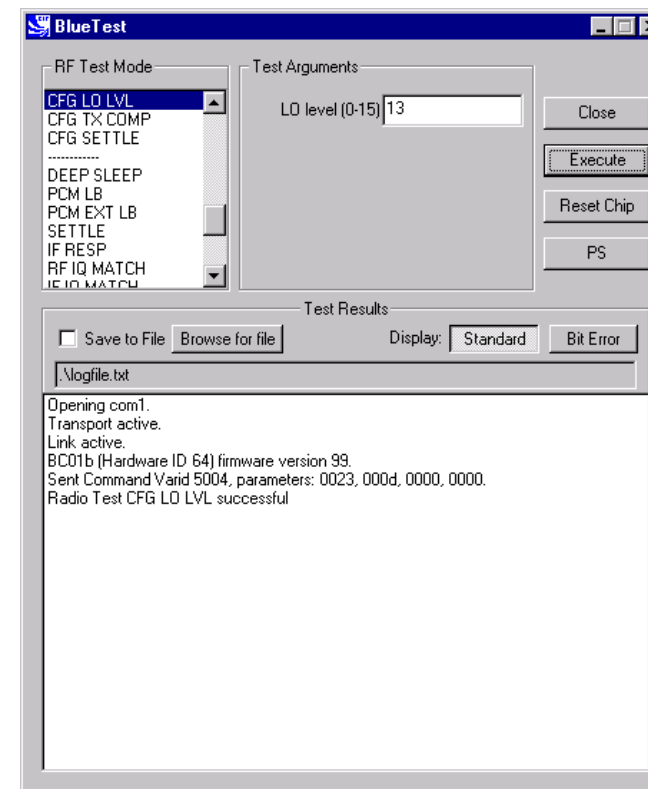 BlueTest
RF Test Mode
CFG LO LVL
CFG TX COMP
CFG SETTLE
------------
DEEP SLEEP
PCM LB
PCM EXT LB
SETTLE
IF RESP
RF IQ MATCH
IF IQ MATCH
Test Arguments
LO level (0-15) 13
Close
Execute
Reset Chip
PS
Test Results
Save to File
Browse for file
Display:
Standard
Bit Error
.\logfile.txt
Opening com1.
Transport active.
Link active.
BC01b (Hardware ID 64) firmware version 99.
Sent Command Varid 5004, parameters: 0023, 000d, 0000, 0000.
Radio Test CFG LO LVL successful